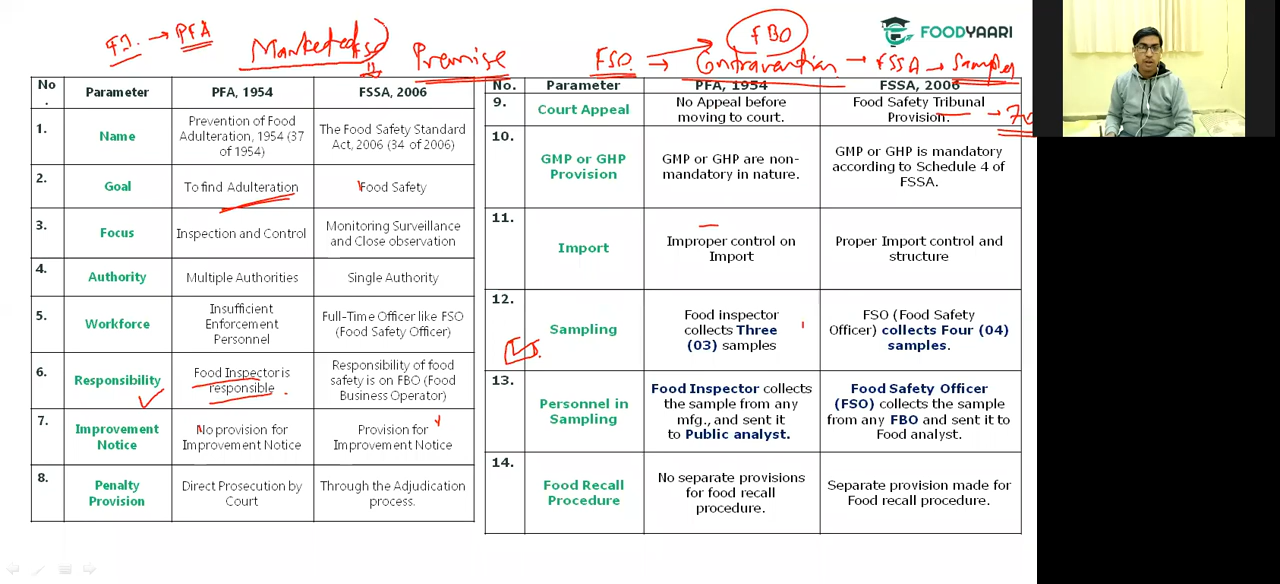 FI. → PFA
Marketed
FSO
Premise
FBO
FSO → Contravention → FSSA → Samples
FOODYAARI
No. Parameter PFA, 1954 FSSA, 2006
1. Name Prevention of Food Adulteration, 1954 (37 of 1954) The Food Safety Standard Act, 2006 (34 of 2006)
2. Goal To find Adulteration Food Safety
3. Focus Inspection and Control Monitoring Surveillance and Close observation
4. Authority Multiple Authorities Single Authority
5. Workforce Insufficient Enforcement Personnel Full-Time Officer like FSO (Food Safety Officer)
6. Responsibility Food Inspector is responsible Responsibility of food safety is on FBO (Food Business Operator)
7. Improvement Notice No provision for Improvement Notice Provision for Improvement Notice
8. Penalty Provision Direct Prosecution by Court Through the Adjudication process.
No. Parameter PFA, 1954 FSSA, 2006
9. Court Appeal No Appeal before moving to court. Food Safety Tribunal Provision.
10. GMP or GHP Provision GMP or GHP are non-mandatory in nature. GMP or GHP is mandatory according to Schedule 4 of FSSA.
11. Import Improper control on Import Proper Import control and structure
12. Sampling Food inspector collects Three (03) samples FSO (Food Safety Officer) collects Four (04) samples.
13. Personnel in Sampling Food Inspector collects the sample from any mfg., and sent it to Public analyst. Food Safety Officer (FSO) collects the sample from any FBO and sent it to Food analyst.
14. Food Recall Procedure No separate provisions for food recall procedure. Separate provision made for Food recall procedure.